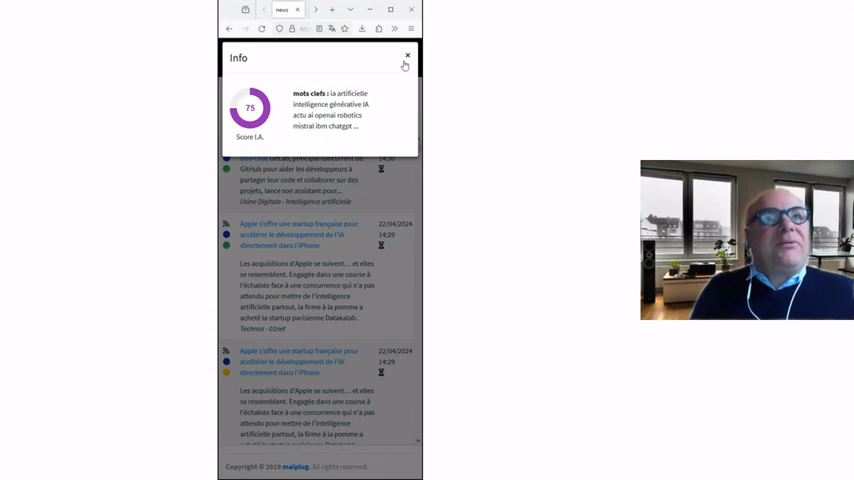 news
Info
75
Score I.A.
mots clefs : ia artificielle
intelligence générative IA
actu ai openai robotics
mistral ibm chatgpt ...
Duo Chat GitLab, principal concurrent de
14:30
GitHub pour aider les développeurs à
partager leur code et collaborer sur des
projets, lance son assistant pour...
Usine Digitale - Intelligence artificielle
Apple s'offre une startup française pour
accélérer le développement de l'IA
directement dans l'iPhone
22/04/2024
14:29
Les acquisitions d'Apple se suivent… et elles
se ressemblent. Engagée dans une course à
l'échalote face à une concurrence qui n'a pas
attendu pour mettre de l'intelligence
artificielle partout, la firme à la pomme a
acheté la startup parisienne Datakalab.
Technos - 01net
Apple s'offre une startup française pour
accélérer le développement de l'IA
directement dans l'iPhone
22/04/2024
14:29
Les acquisitions d'Apple se suivent… et elles
se ressemblent. Engagée dans une course à
l'échalote face à une concurrence qui n'a pas
attendu pour mettre de l'intelligence
artificielle partout, la firme à la pomme a
Copyright © 2019 maiplug. All rights reserved.